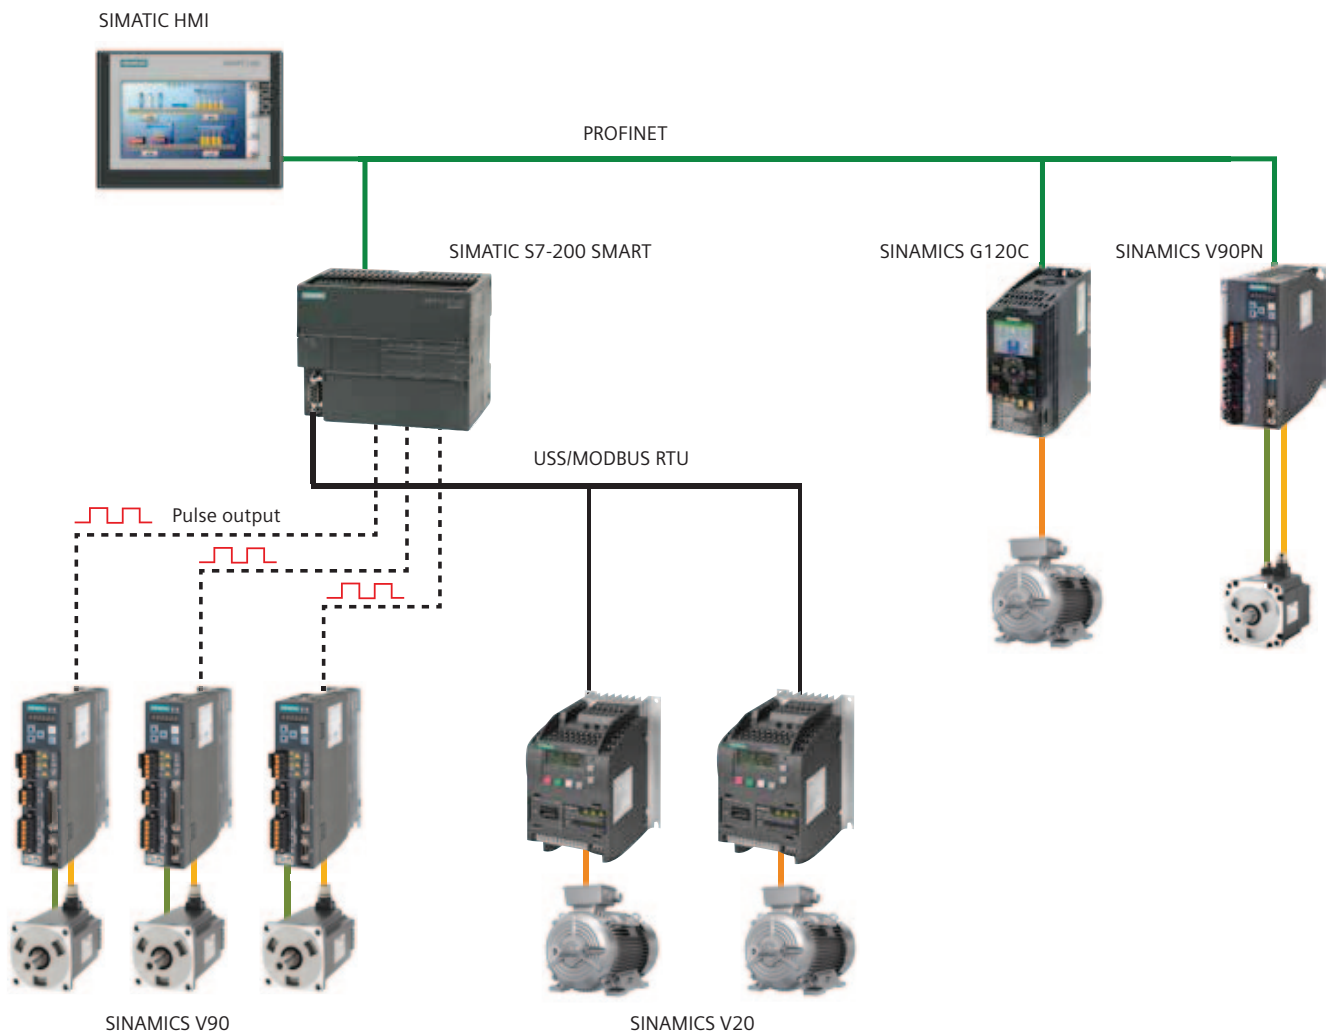 SIMATIC HMI
SIEMENS
PROFINET
SIMATIC S7-200 SMART
SINAMICS G120C
SINAMICS V90PN
USS/MODBUS RTU
Pulse output
SINAMICS V90
SINAMICS V20